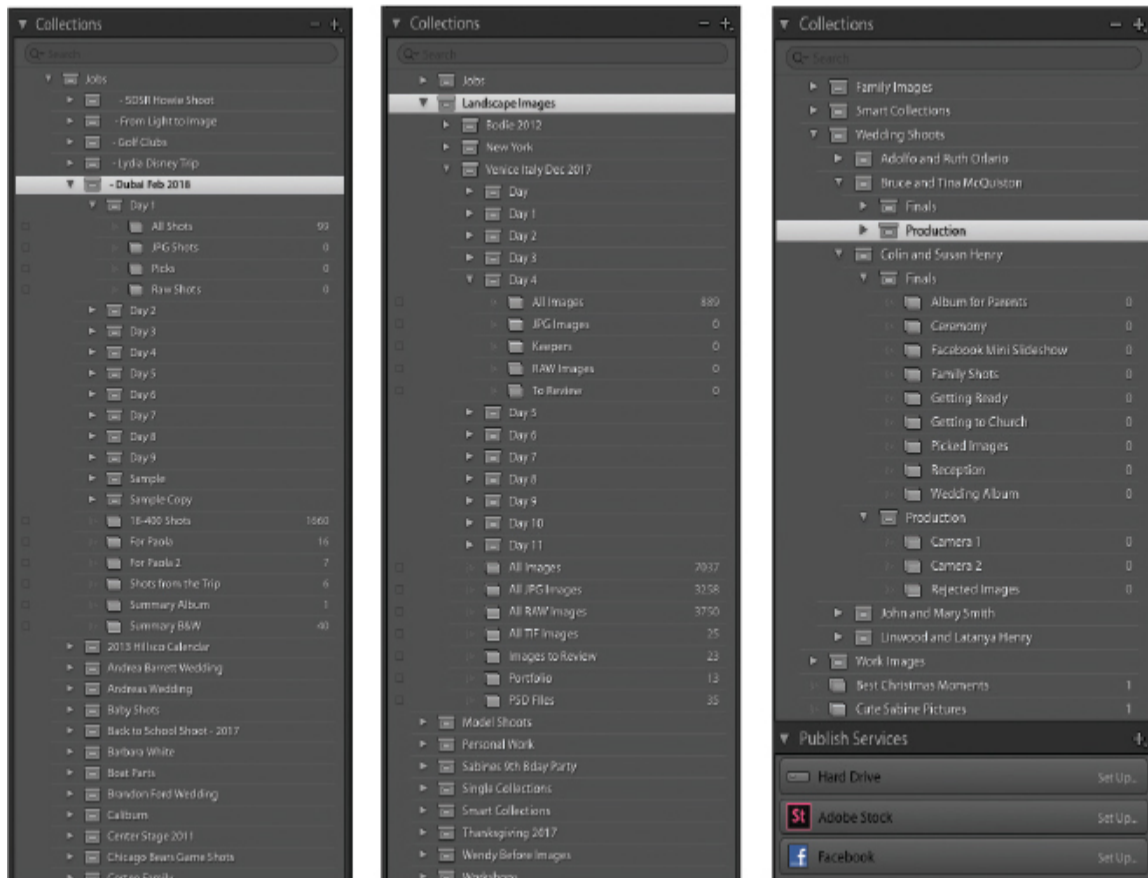 Collections
Search
Jobs
- SDSR Howie Shoot
- From Light to Image
- Golf Clubs
- Lydia Disney Trip
- Dubai Feb 2018
Day 1
All Shots 99
JPG Shots 0
Picks 0
Raw Shots 0
Day 2
Day 3
Day 4
Day 5
Day 6
Day 7
Day 8
Day 9
Sample
Sample Copy
18-400 Shots 1660
For Paola 16
For Paola 2 7
Shots from the Trip 6
Summary Album 1
Summary B&W 40
2013 Hillico Calendar
Andrea Barrett Wedding
Andreas Wedding
Baby Shots
Back to School Shoot - 2017
Barbara White
Boat Parts
Brandon Ford Wedding
Caliburn
Center Stage 2011
Chicago Bears Game Shots
Collections
Search
Jobs
Landscape Images
Bodie 2012
New York
Venice Italy Dec 2017
Day
Day 1
Day 2
Day 3
Day 4
All Images 889
JPG Images 0
Keepers 0
RAW Images 0
To Review 0
Day 5
Day 6
Day 7
Day 8
Day 9
Day 10
Day 11
All Images 7037
All JPG Images 3258
All RAW Images 3750
All TIF Images 25
Images to Review 23
Portfolio 13
PSD Files 35
Model Shoots
Personal Work
Sabines 9th Bday Party
Single Collections
Smart Collections
Thanksgiving 2017
Wendy Before Images
Workshops
Collections
Search
Family Images
Smart Collections
Wedding Shoots
Adolfo and Ruth Orlario
Bruce and Tina McQuiston
Finals
Production
Colin and Susan Henry
Finals
Album for Parents 0
Ceremony 0
Facebook Mini Slideshow 0
Family Shots 0
Getting Ready 0
Getting to Church 0
Picked Images 0
Reception 0
Wedding Album 0
Production
Camera 1 0
Camera 2 0
Rejected Images 0
John and Mary Smith
Linwood and Latanya Henry
Work Images
Best Christmas Moments 1
Cute Sabine Pictures 1
Publish Services
Hard Drive Set Up...
St Adobe Stock Set Up...
f Facebook Set Up...